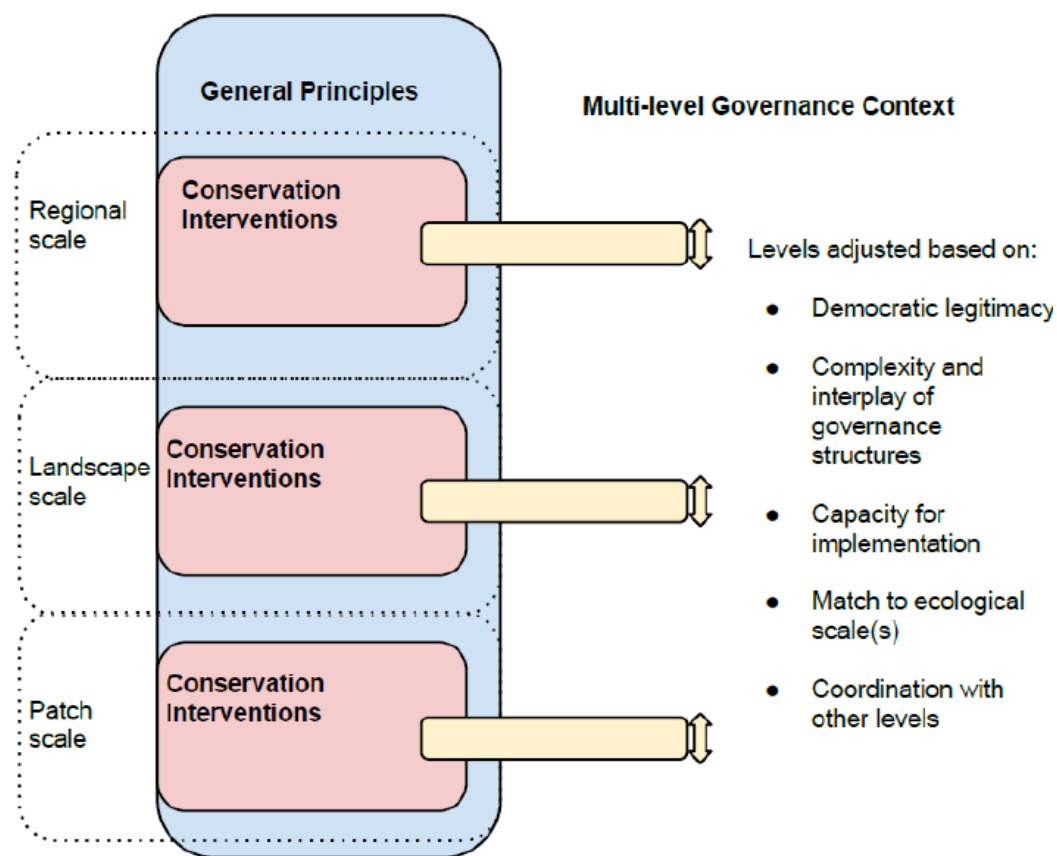 General Principles
Multi-level Governance Context
Regional
scale
Conservation
Interventions
Landscape
scale
Conservation
Interventions
Patch
scale
Conservation
Interventions
Levels adjusted based on:
● Democratic legitimacy
● Complexity and
interplay of
governance
structures
● Capacity for
implementation
● Match to ecological
scale(s)
● Coordination with
other levels